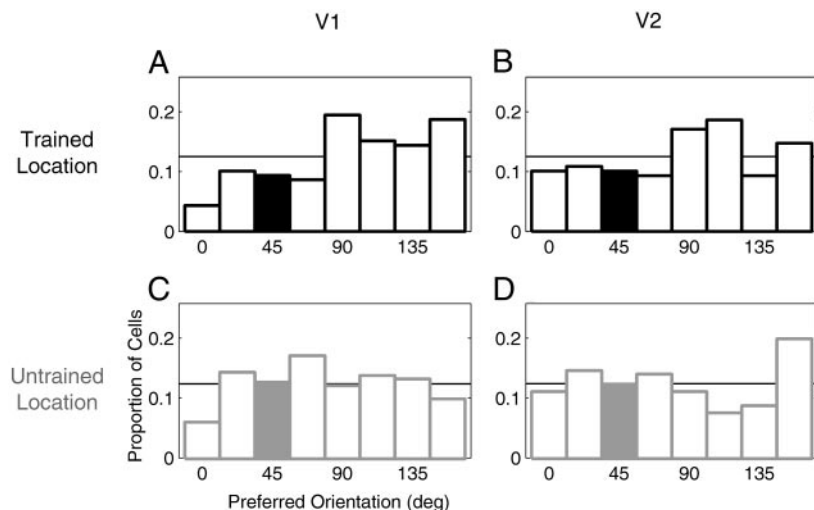 V1 V2
A B
0.2 0.2
Trained
Location
0.1 0.1
0 0
0 45 90 135 0 45 90 135
C D
Proportion of Cells
0.2 0.2
Untrained
Location
0.1 0.1
0 0
0 45 90 135 0 45 90 135
Preferred Orientation (deg)